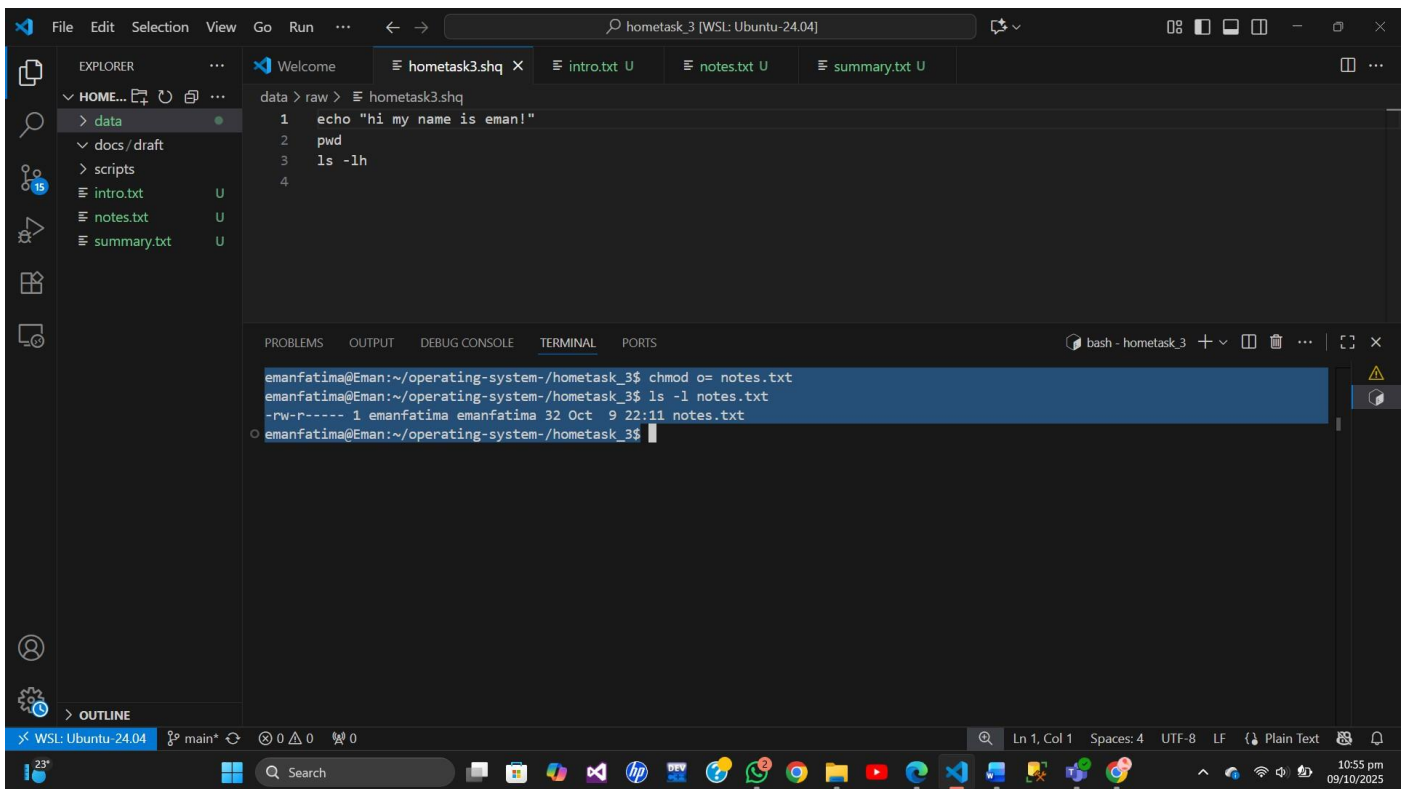 File Edit Selection View Go Run ··· hometask_3 [WSL: Ubuntu-24.04]
EXPLORER ···
HOME... ···
data
docs/draft
scripts
intro.txt U
notes.txt U
summary.txt U
15
OUTLINE
Welcome hometask3.shq intro.txt U notes.txt U summary.txt U ···
data > raw > hometask3.shq
1 echo "hi my name is eman!"
2 pwd
3 ls -lh
4
PROBLEMS OUTPUT DEBUG CONSOLE TERMINAL PORTS bash - hometask_3 ···
emanfatima@Eman:~/operating-system-/hometask_3$ chmod o= notes.txt
emanfatima@Eman:~/operating-system-/hometask_3$ ls -l notes.txt
-rw-r----- 1 emanfatima emanfatima 32 Oct  9 22:11 notes.txt
emanfatima@Eman:~/operating-system-/hometask_3$
WSL: Ubuntu-24.04 main* 0 0 0 Ln 1, Col 1 Spaces: 4 UTF-8 LF Plain Text
23° Search hp DEV 2 10:55 pm
09/10/2025